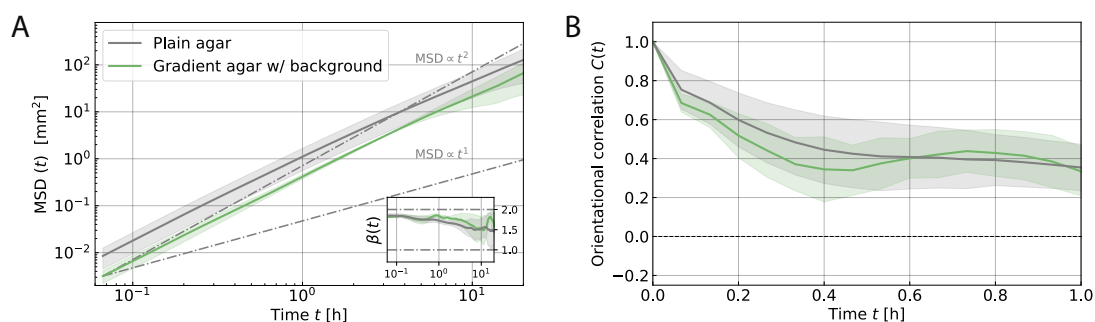 A
MSD (t) [mm²]
10²
10¹
10⁰
10⁻¹
10⁻²
Plain agar
Gradient agar w/ background
MSD ∝ t²
MSD ∝ t¹
β(t)
2.0
1.5
1.0
10⁻¹
10⁰
10¹
10⁻¹
10⁰
10¹
Time t [h]
B
Orientational correlation C(t)
1.0
0.8
0.6
0.4
0.2
0.0
−0.2
0.0
0.2
0.4
0.6
0.8
1.0
Time t [h]